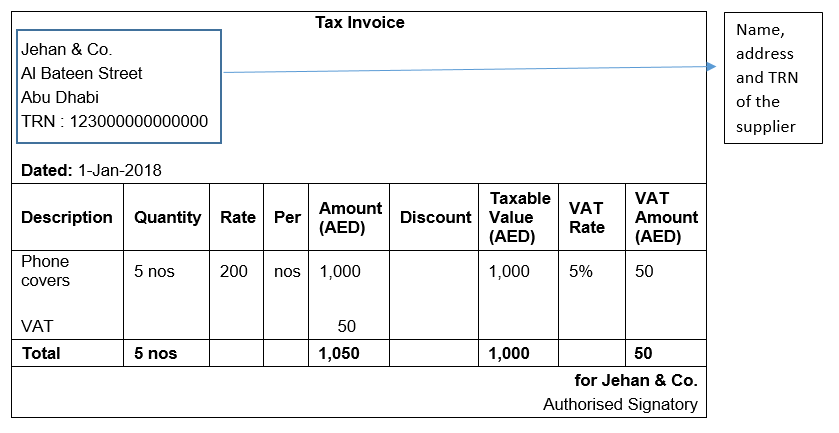 Tax Invoice
Jehan & Co.
Al Bateen Street
Abu Dhabi
TRN : 123000000000000
Name,
address
and TRN
of the
supplier
Dated: 1-Jan-2018
Description Quantity Rate Per Amount (AED) Discount Taxable Value (AED) VAT Rate VAT Amount (AED)
Phone covers 5 nos 200 nos 1,000 1,000 5% 50
VAT 50
Total 5 nos 1,050 1,000 50
for Jehan & Co.
Authorised Signatory